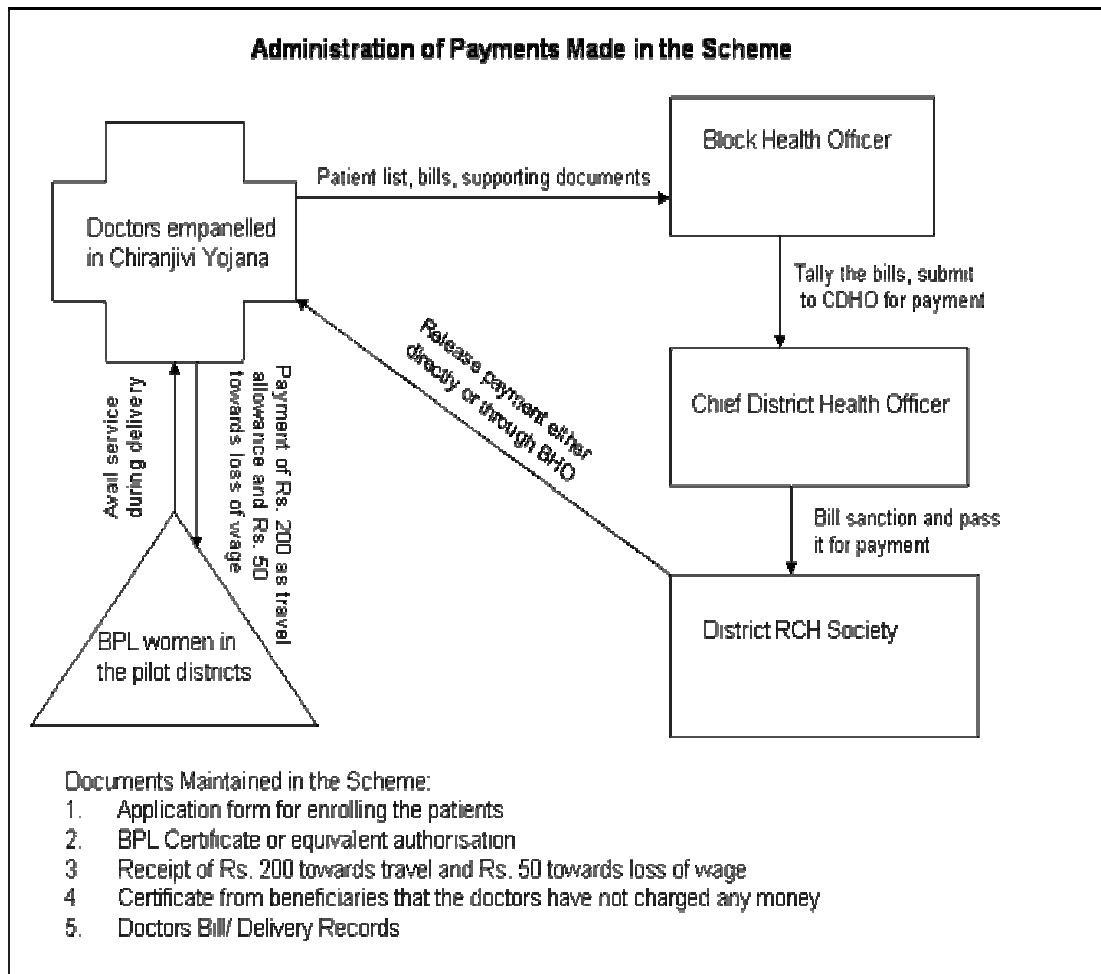 Administration of Payments Made in the Scheme
Block Health Officer
Patient list, bills, supporting documents
Doctors empanelled
in Chiranjivi Yojana
Tally the bills, submit
to CDHO for payment
Release payment either
directly or through BHO
Chief District Health Officer
Avail service
during delivery
Payment of Rs. 200 as travel
allowance and Rs. 50
towards loss of wage
Bill sanction and pass
it for payment
District RCH Society
BPL women in
the pilot districts
Documents Maintained in the Scheme:
1. Application form for enrolling the patients
2. BPL Certificate or equivalent authorisation
3 Receipt of Rs. 200 towards travel and Rs. 50 towards loss of wage
4 Certificate from beneficiaries that the doctors have not charged any money
5. Doctors Bill/ Delivery Records